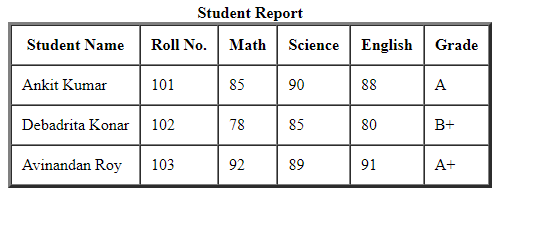 Student Report
Student Name Roll No. Math Science English Grade
Ankit Kumar 101 85 90 88 A
Debadrita Konar 102 78 85 80 B+
Avinandan Roy 103 92 89 91 A+